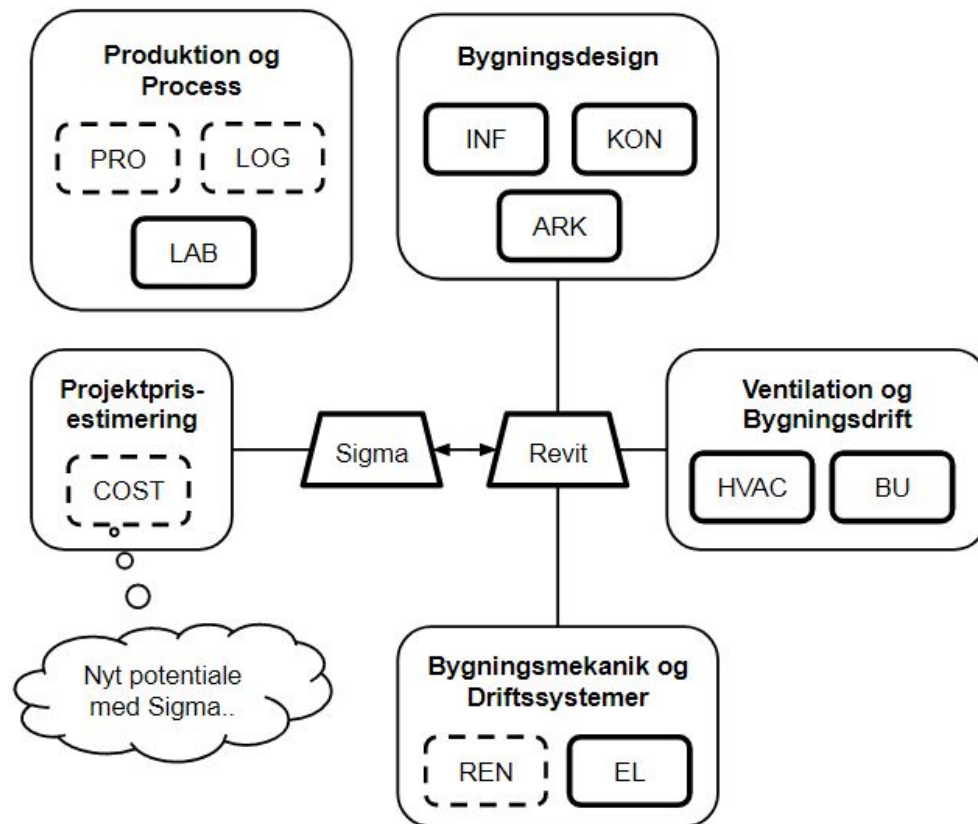 Produktion og
Process
PRO
LOG
LAB
Bygningsdesign
INF
KON
ARK
Projektpris-
estimering
COST
Sigma
Revit
Ventilation og
Bygningsdrift
HVAC
BU
Nyt potentiale
med Sigma..
Bygningsmekanik og
Driftssystemer
REN
EL